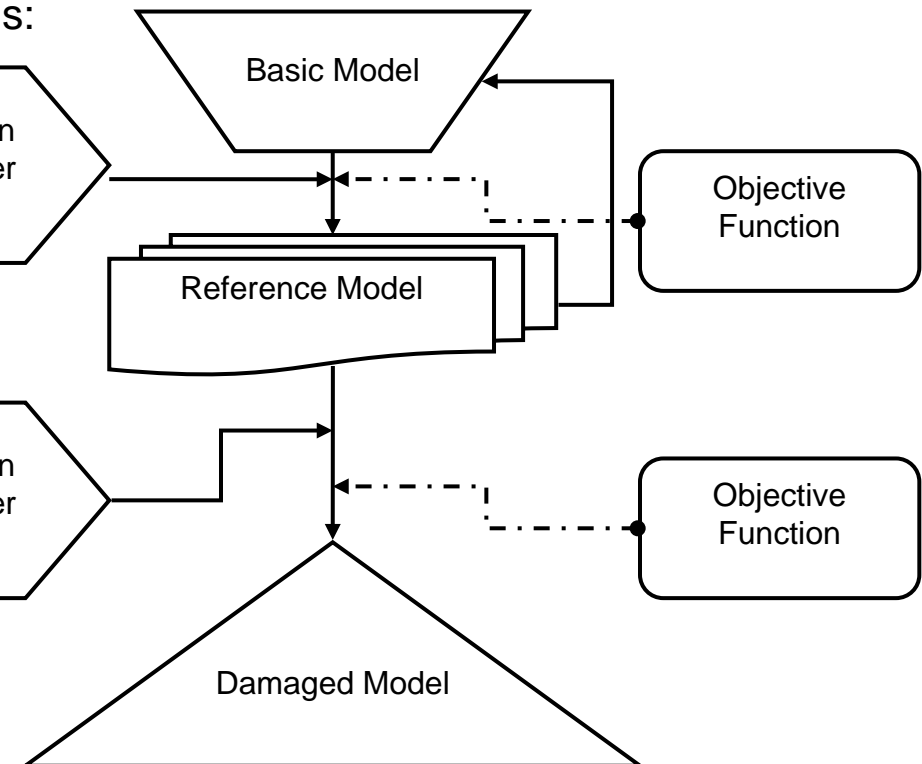 s:
Basic Model
n
er
Objective
Function
Reference Model
n
er
Objective
Function
Damaged Model